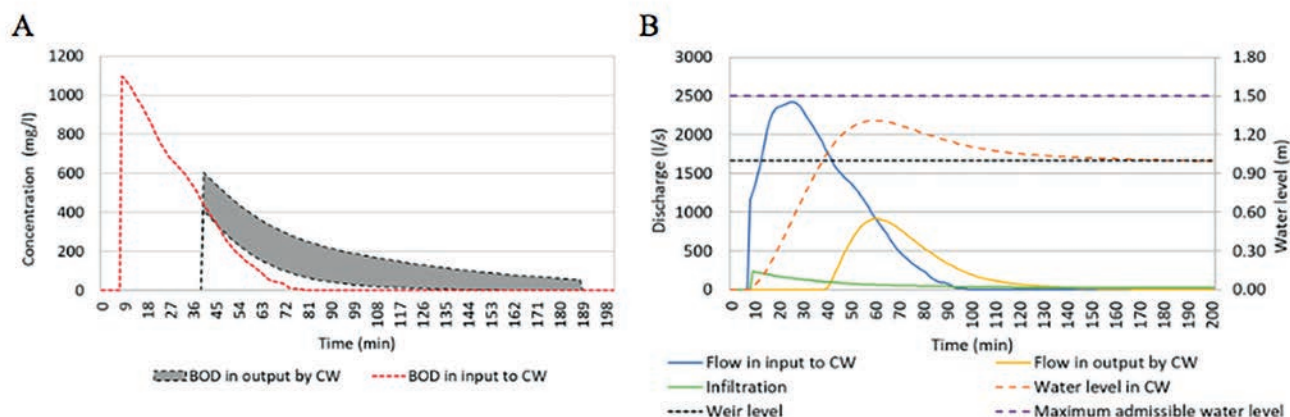 A
1200
1000
800
600
400
200
0
Concentration (mg/l)
0 9 18 27 36 45 54 63 72 81 90 99 108 117 126 135 144 153 162 171 180 189 198
Time (min)
BOD in output by CW BOD in input to CW
B
3000
2500
2000
1500
1000
500
0
Discharge (l/s)
1.80
1.50
1.20
0.90
0.60
0.30
0.00
Water level (m)
0 10 20 30 40 50 60 70 80 90 100 110 120 130 140 150 160 170 180 190 200
Time (min)
Flow in input to CW Flow in output by CW
Infiltration Water level in CW
Weir level Maximum admissible water level